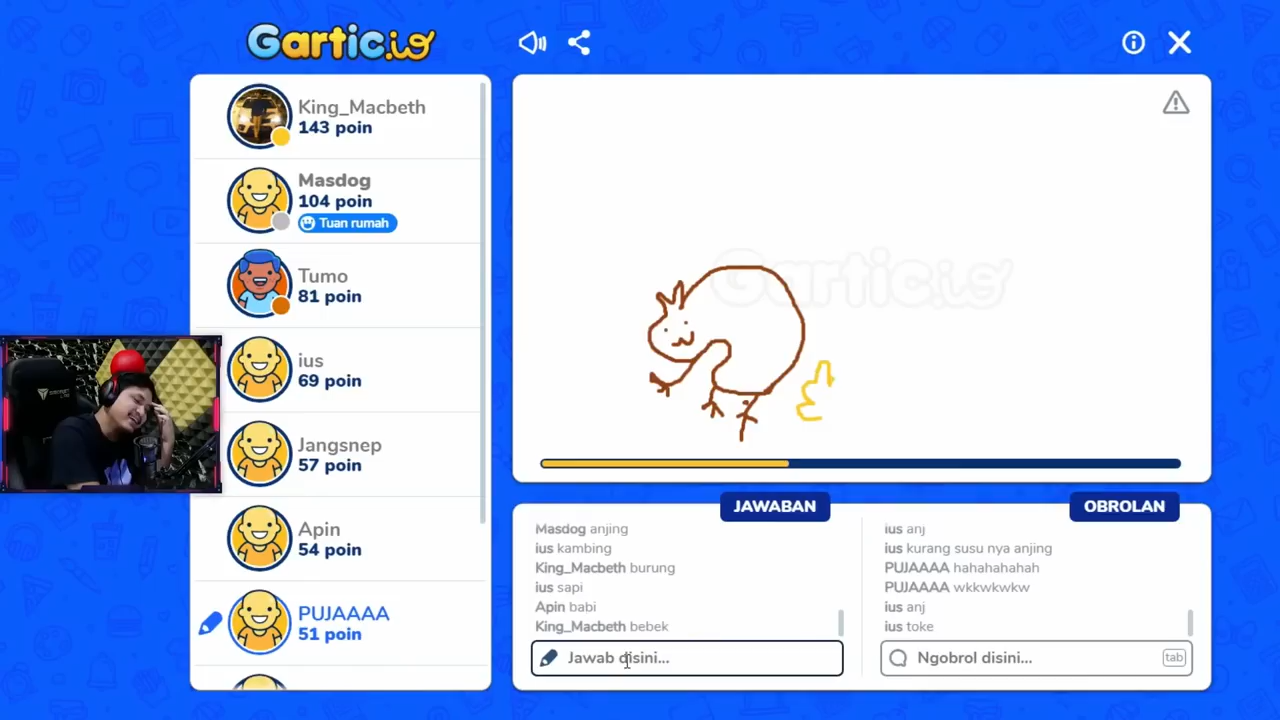 Gartic.io
King_Macbeth
143 poin
Masdog
104 poin
Tuan rumah
Tumo
81 poin
ius
69 poin
Jangsnep
57 poin
Apin
54 poin
PUJAAAA
51 poin
Gartic.io
JAWABAN
Masdog anjing
ius kambing
King_Macbeth burung
ius sapi
Apin babi
King_Macbeth bebek
Jawab disini...
OBROLAN
ius anj
ius kurang susu nya anjing
PUJAAAA hahahahahah
PUJAAAA wkkwkwkw
ius anj
ius toke
Ngobrol disini...
tab